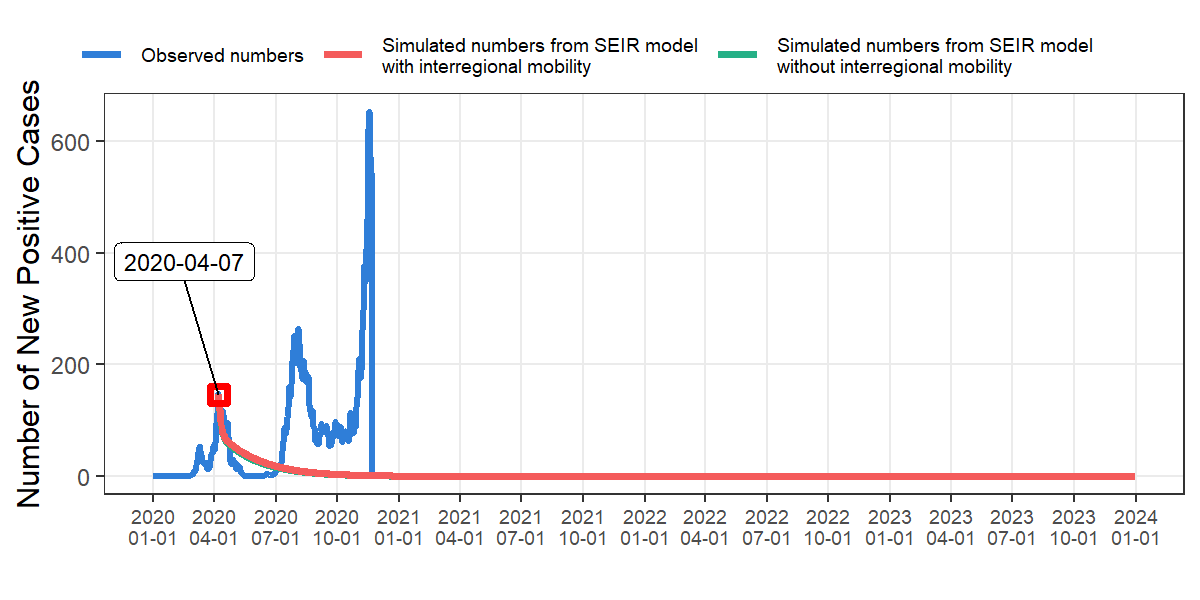 Observed numbers
Simulated numbers from SEIR model
with interregional mobility
Simulated numbers from SEIR model
without interregional mobility
Number of New Positive Cases
600
400
200
0
2020-04-07
2020 2020 2020 2020 2021 2021 2021 2021 2022 2022 2022 2022 2023 2023 2023 2023 2024
01-01 04-01 07-01 10-01 01-01 04-01 07-01 10-01 01-01 04-01 07-01 10-01 01-01 04-01 07-01 10-01 01-01